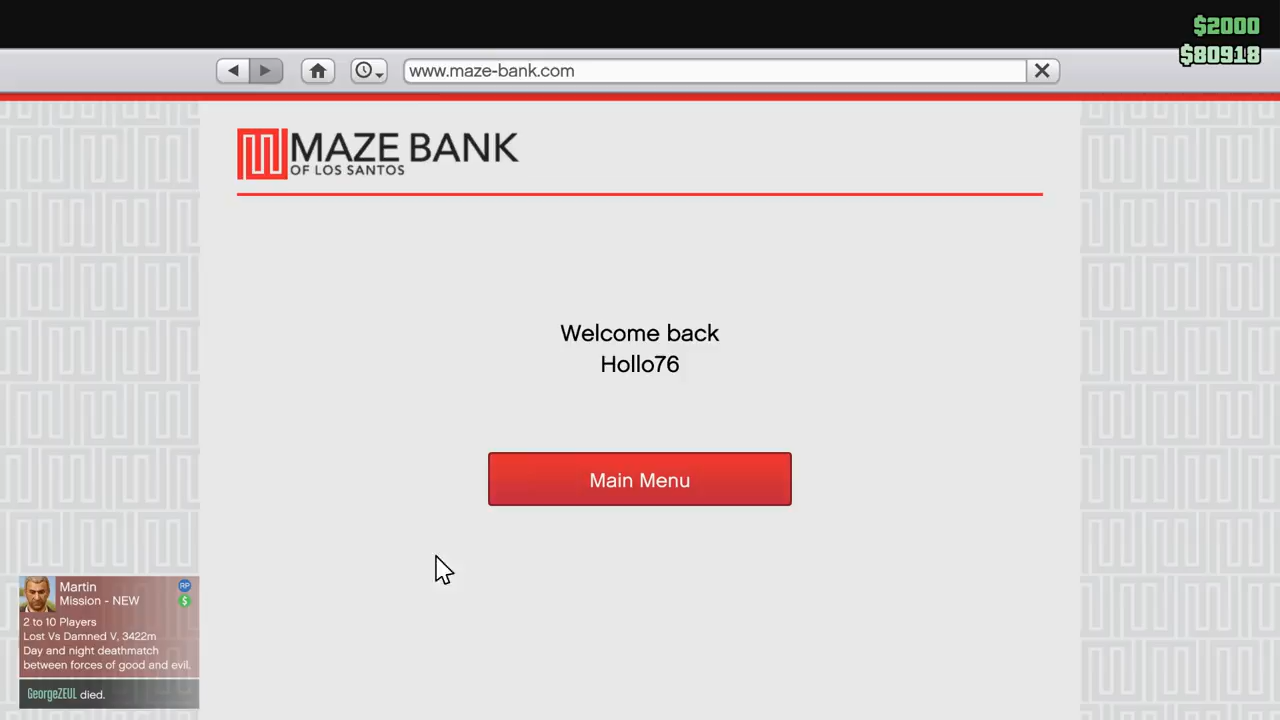 $2000
$80918
www.maze-bank.com
MAZE BANK
OF LOS SANTOS
Welcome back
Hollo76
Main Menu
Martin
RP
Mission - NEW
$
2 to 10 Players
Lost Vs Damned V, 3422m
Day and night deathmatch
between forces of good and evil.
GeorgeZEUL died.